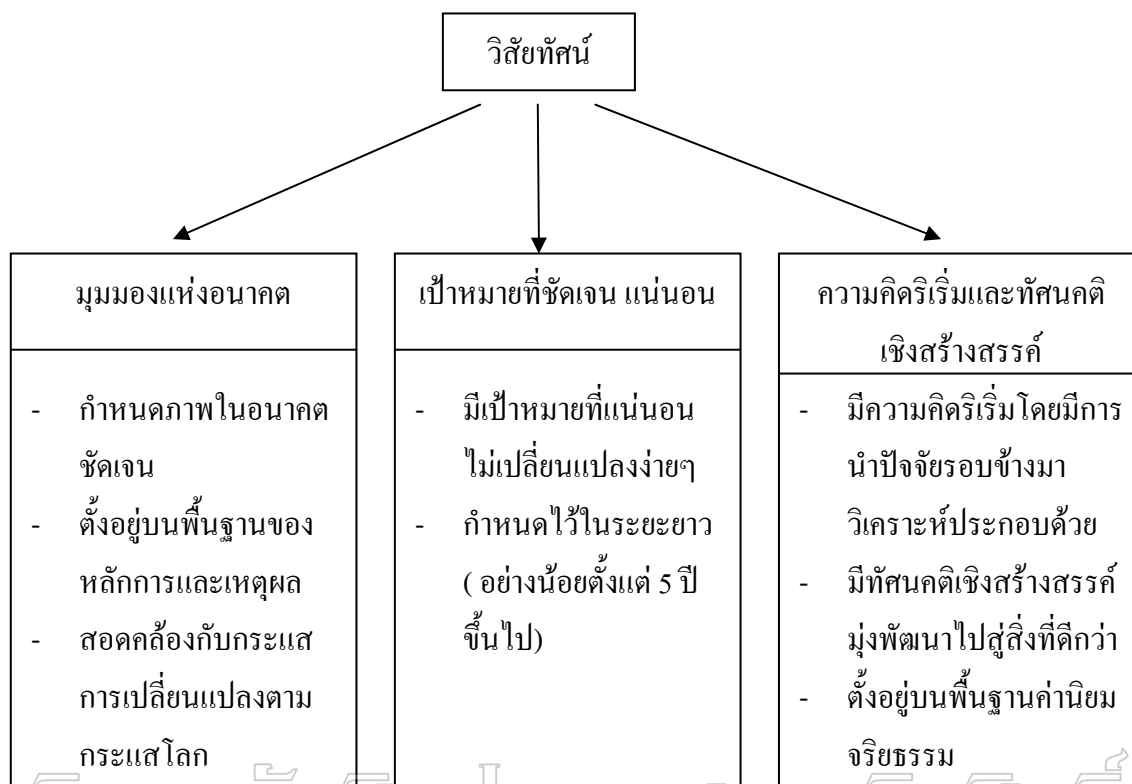 วิสัยทัศน์
มุมมองแห่งอนาคต
- กำหนดภาพในอนาคต
ชัดเจน
- ตั้งอยู่บนพื้นฐานของ
หลักการและเหตุผล
- สอดคล้องกับกระแส
การเปลี่ยนแปลงตาม
กระแสโลก
เป้าหมายที่ชัดเจน แน่นอน
- มีเป้าหมายที่แน่นอน
ไม่เปลี่ยนแปลงง่ายๆ
- กำหนดไว้ในระยะยาว
( อย่างน้อยตั้งแต่ 5 ปี
ขึ้นไป)
ความคิดริเริ่มและทัศนคติ
เชิงสร้างสรรค์
- มีความคิดริเริ่มโดยมีการ
นำปัจจัยรอบข้างมา
วิเคราะห์ประกอบด้วย
- มีทัศนคติเชิงสร้างสรรค์
มุ่งพัฒนาไปสู่สิ่งที่ดีกว่า
- ตั้งอยู่บนพื้นฐานค่านิยม
จริยธรรม